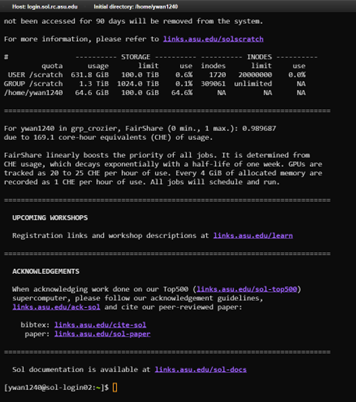 Host: login.sol.rc.asu.edu Initial directory: /home/ywan1240
not been accessed for 90 days will be removed from the system.
For more information, please refer to links.asu.edu/solscratch
# ---------- STORAGE ---------- ------ INODES ----------
quota usage limit use inodes limit use
USER /scratch 631.8 GiB 100.0 TiB 0.6% 1720 20000000 0.0%
GROUP /scratch 1.3 TiB 1024.0 TiB 0.1% 309061 unlimited NA
/home/ywan1240 64.6 GiB 100.0 GiB 64.6% NA NA NA
==============================================================
For ywan1240 in grp_crozier, FairShare (0 min., 1 max.): 0.989687
due to 169.1 core-hour equivalents (CHE) of usage.
FairShare linearly boosts the priority of all jobs. It is determined from
CHE usage, which decays exponentially with a half-life of one week. GPUs are
tracked as 20 to 25 CHE per hour of use. Every 4 GiB of allocated memory are
recorded as 1 CHE per hour of use. All jobs will schedule and run.
==============================================================
UPCOMING WORKSHOPS
Registration links and workshop descriptions at links.asu.edu/learn
==============================================================
ACKNOWLEDGEMENTS
When acknowledging work done on our Top500 (links.asu.edu/sol-top500)
supercomputer, please follow our acknowledgement guidelines,
links.asu.edu/ack-sol and cite our peer-reviewed paper:
bibtex: links.asu.edu/cite-sol
paper: links.asu.edu/sol-paper
==============================================================
Sol documentation is available at links.asu.edu/sol-docs
[ywan1240@sol-login02:~]$